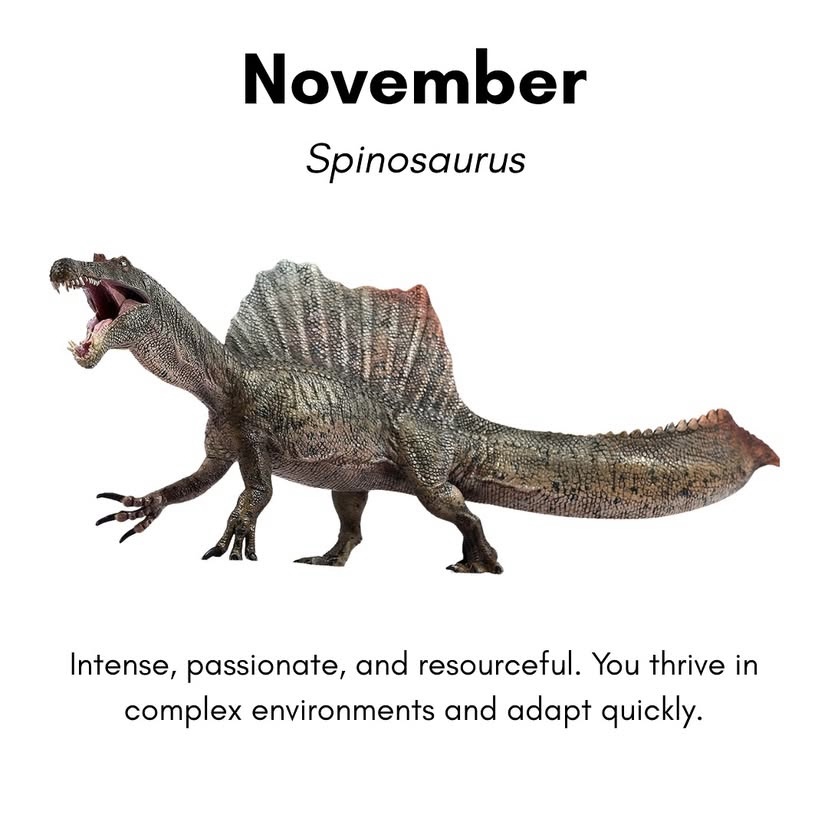 November
Spinosaurus
Intense, passionate, and resourceful. You thrive in
complex environments and adapt quickly.